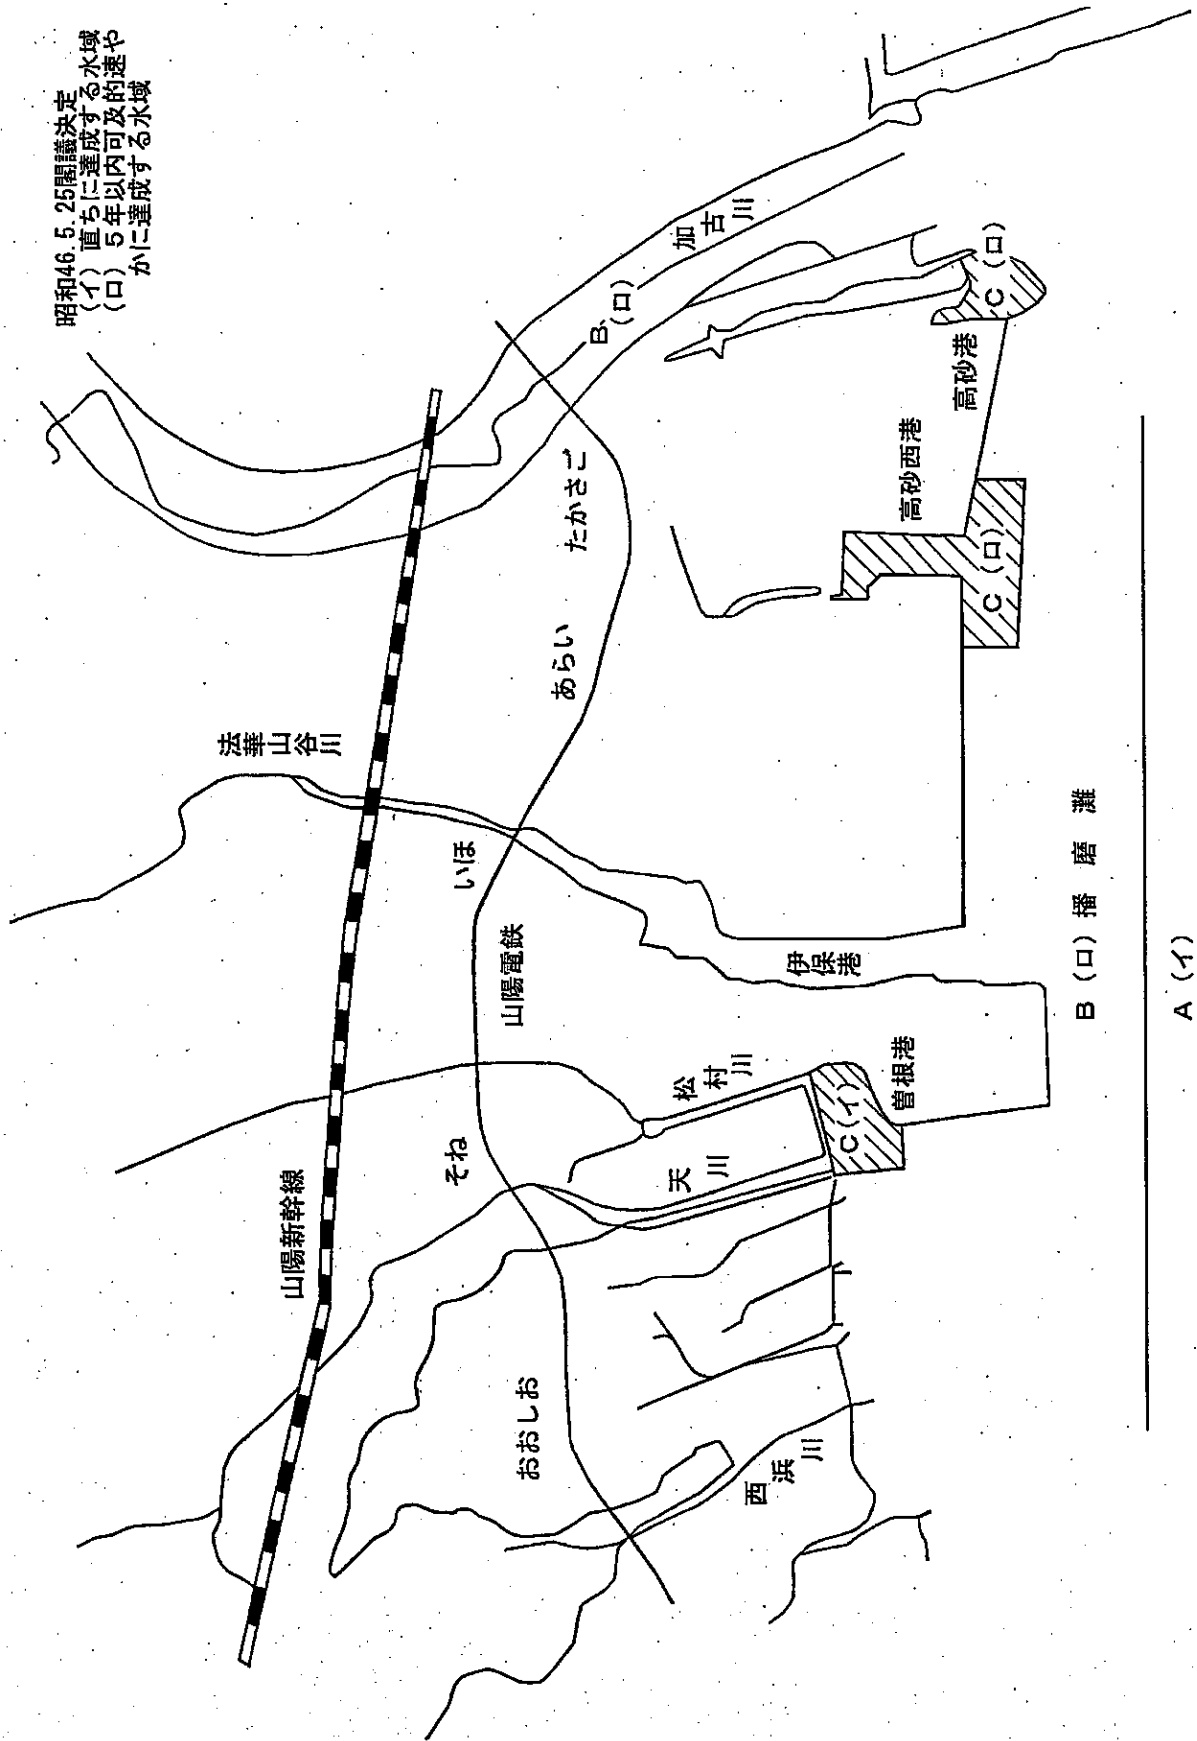 昭和46.5.25閣議決定
(イ) 直ちに達成する水域
(ロ) 5年以内可及的速や
かに達成する水域
加古川
B (ロ)
C (ロ)
高砂港
高砂西港
C (ロ)
たかさご
あらい
法華山谷川
いほ
山陽電鉄
伊保港
B (ロ) 播磨灘
A (イ)
松村川
曽根港
C (イ)
天川
そね
山陽新幹線
おおしお
西浜川